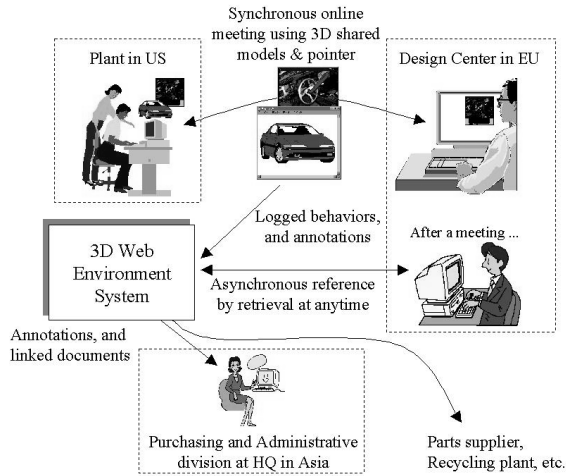 Synchronous online
meeting using 3D shared
models & pointer
Plant in US
Design Center in EU
Logged behaviors,
and annotations
After a meeting ...
3D Web
Environment
System
Asynchronous reference
by retrieval at anytime
Annotations, and
linked documents
Purchasing and Administrative
division at HQ in Asia
Parts supplier,
Recycling plant, etc.